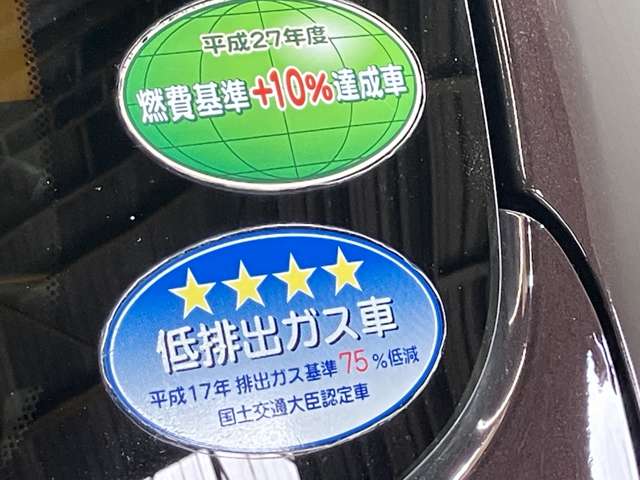 平成27年度
燃費基準+10%達成車
低排出ガス車
平成17年 排出ガス基準75%低減
国土交通大臣認定車